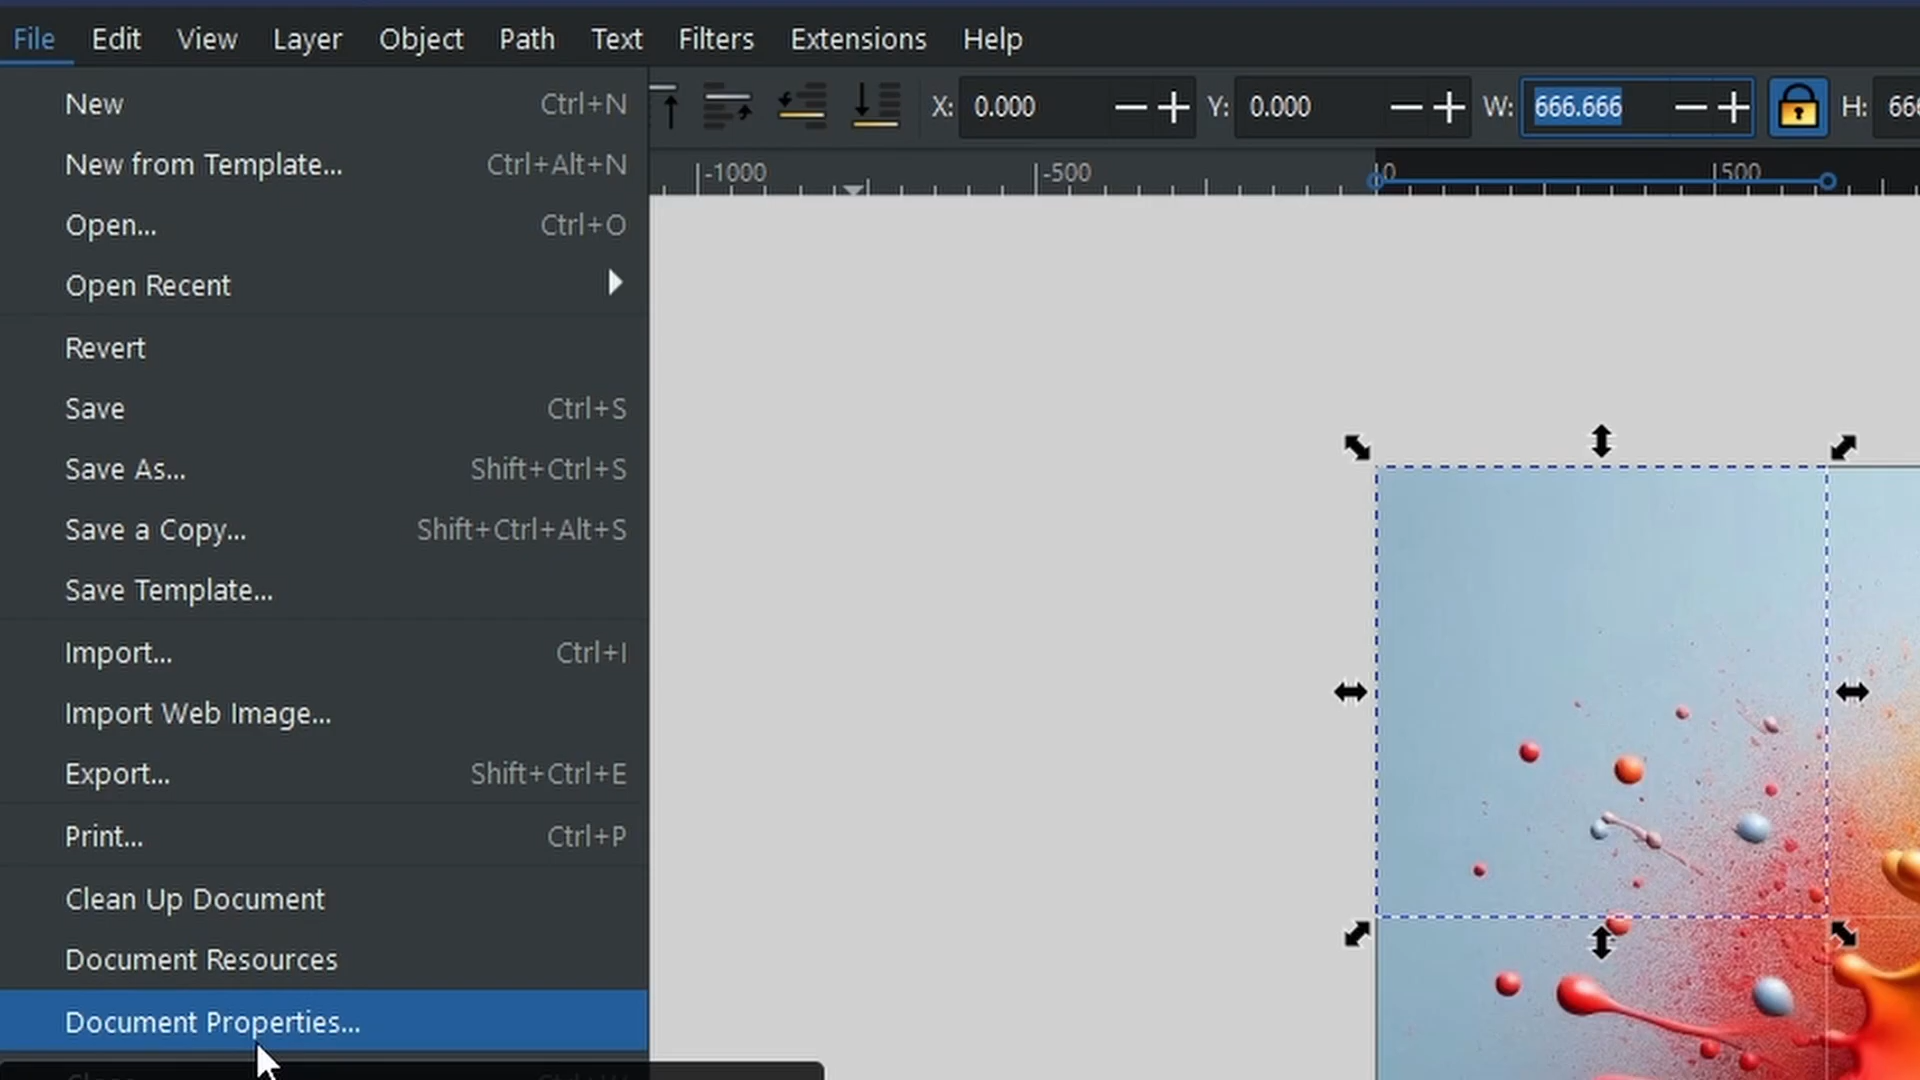 File Edit View Layer Object Path Text Filters Extensions Help
X: 0.000 Y: 0.000 W: 666.666 H: 666
-1000 -500 0 500
New Ctrl+N
New from Template... Ctrl+Alt+N
Open... Ctrl+O
Open Recent
Revert
Save Ctrl+S
Save As... Shift+Ctrl+S
Save a Copy... Shift+Ctrl+Alt+S
Save Template...
Import... Ctrl+I
Import Web Image...
Export... Shift+Ctrl+E
Print... Ctrl+P
Clean Up Document
Document Resources
Document Properties...